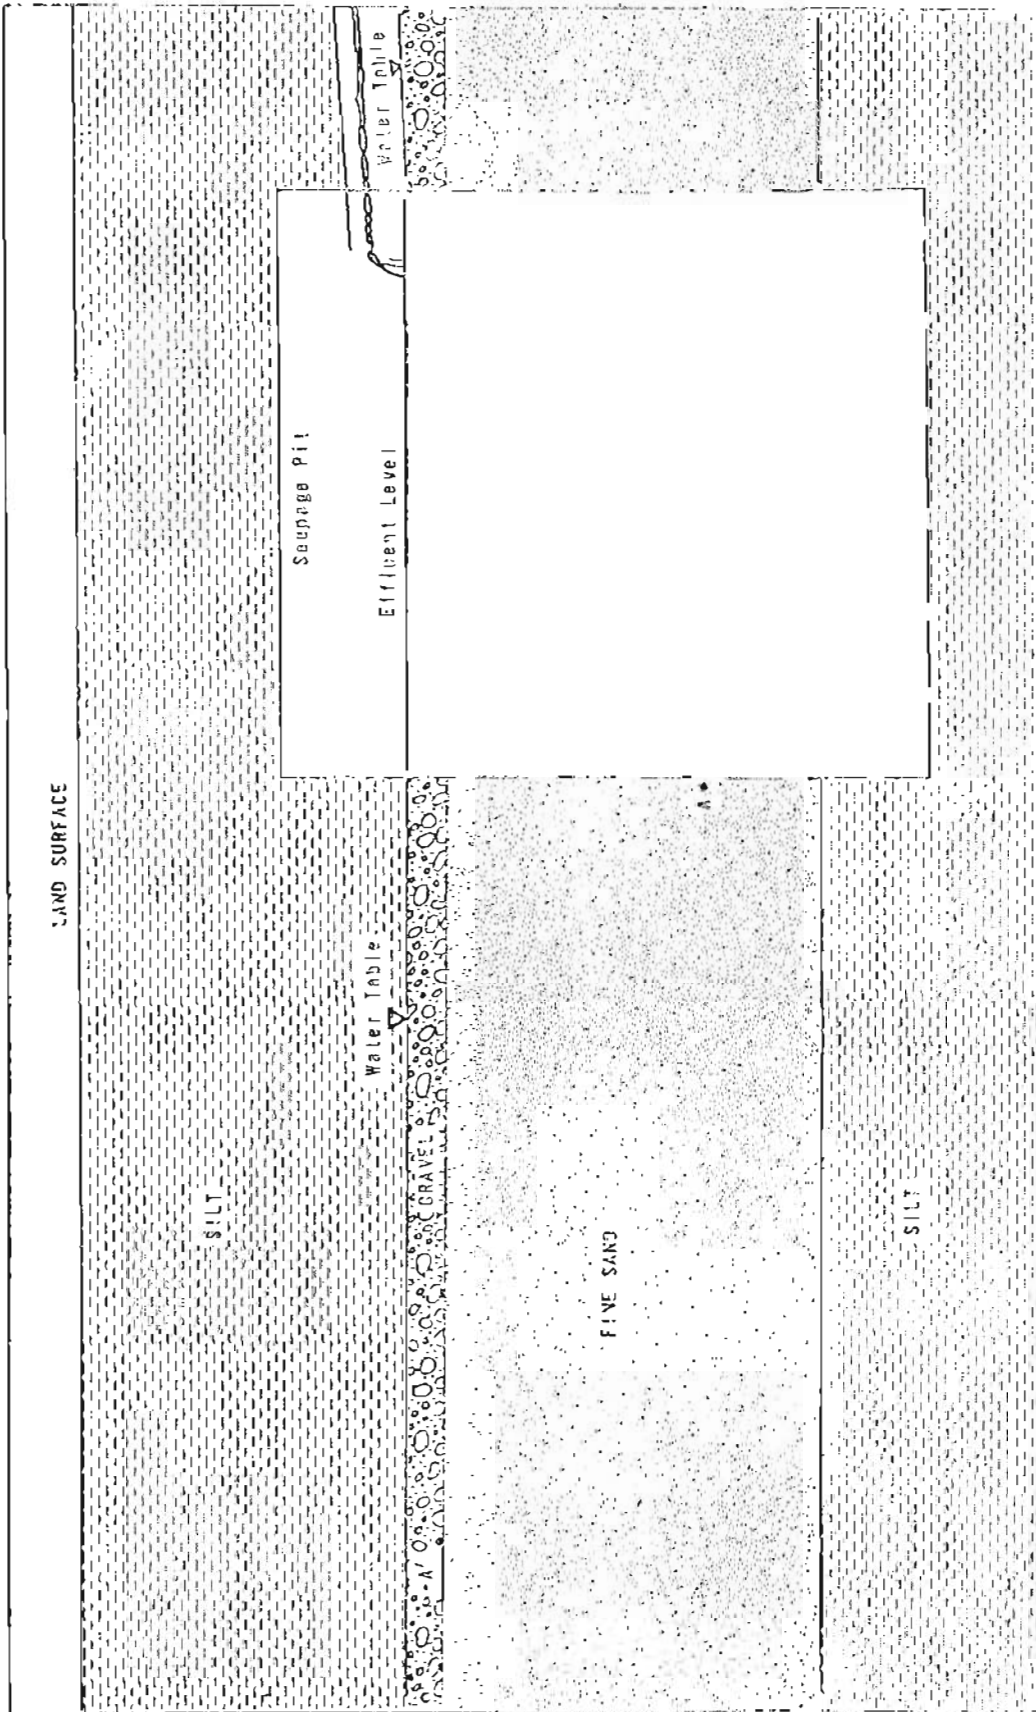 LAND SURFACE
SILT
Water Table
Seepage Pit
Effluent Level
Water Table
GRAVEL
A'
FINE SAND
A
SILT